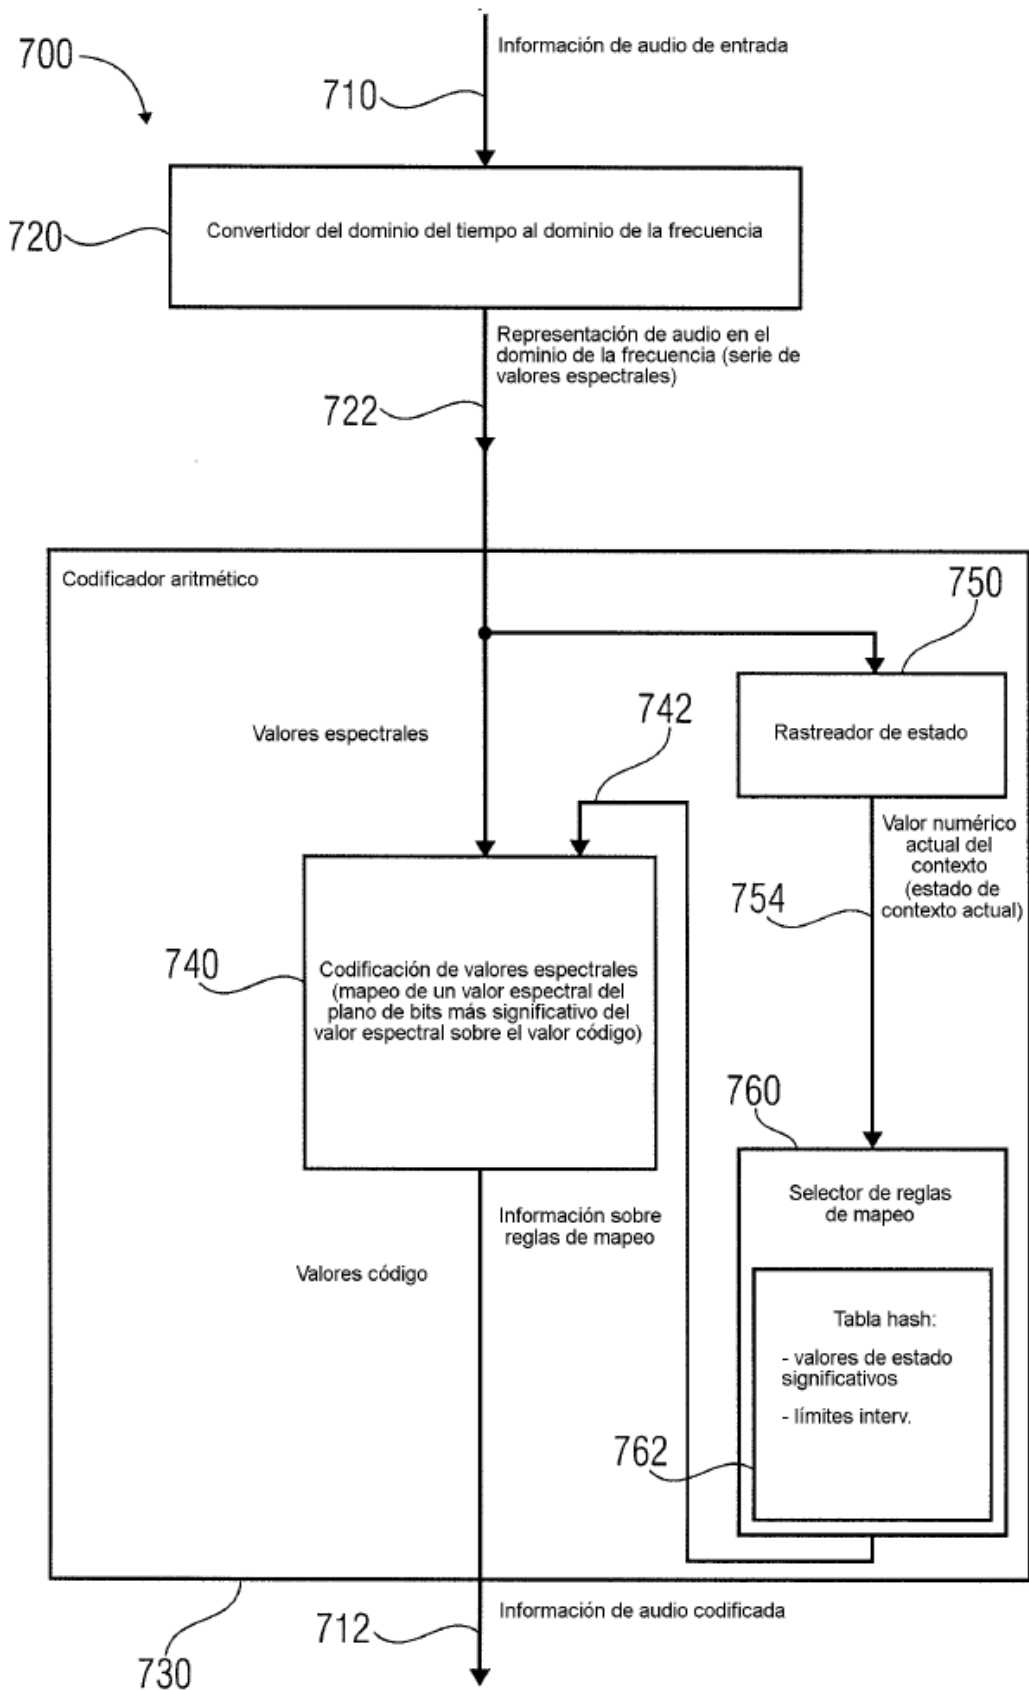 Información de audio de entrada
700
710
720
Convertidor del dominio del tiempo al dominio de la frecuencia
Representación de audio en el
dominio de la frecuencia (serie de
valores espectrales)
722
Codificador aritmético
750
742
Valores espectrales
Rastreador de estado
Valor numérico
actual del
contexto
(estado de
contexto actual)
754
740
Codificación de valores espectrales
(mapeo de un valor espectral del
plano de bits más significativo del
valor espectral sobre el valor código)
760
Selector de reglas
de mapeo
Información sobre
reglas de mapeo
Valores código
Tabla hash:
- valores de estado
significativos
- límites interv.
762
Información de audio codificada
712
730